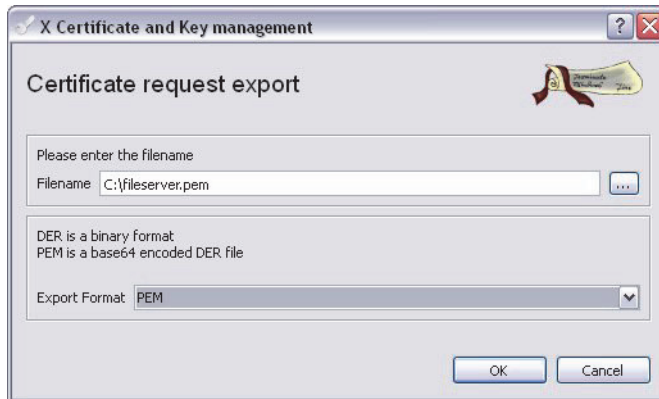 X Certificate and Key management
Certificate request export
Please enter the filename
Filename C:\fileserver.pem ...
DER is a binary format
PEM is a base64 encoded DER file
Export Format PEM
OK Cancel